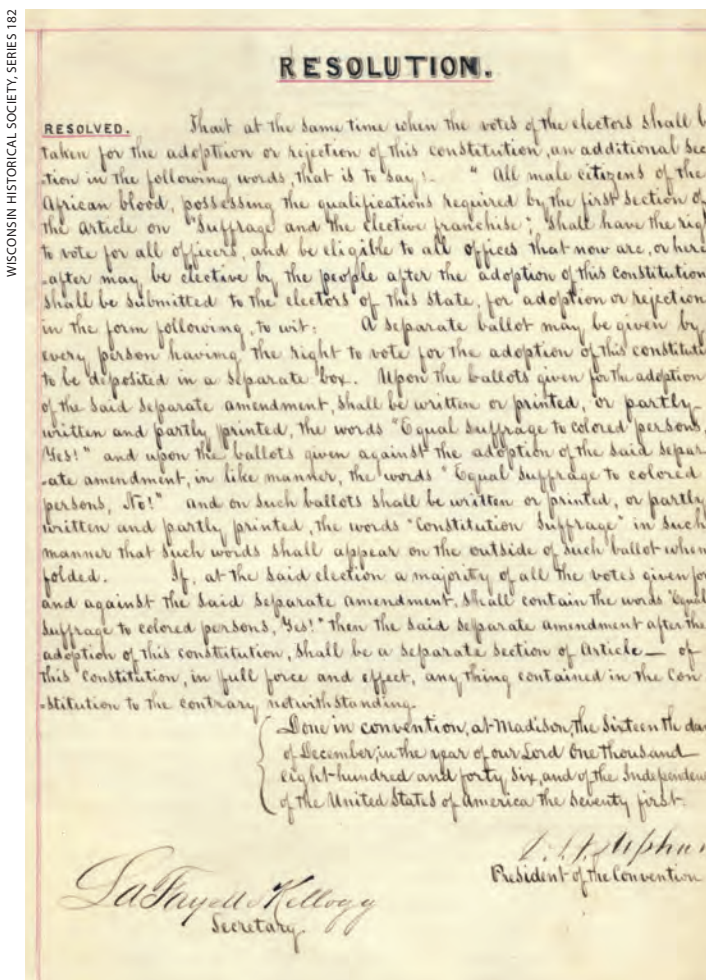 WISCONSIN HISTORICAL SOCIETY, SERIES 182
RESOLUTION.
RESOLVED. That at the same time when the votes of the electors shall b
taken for the adoption or rejection of this constitution, an additional Sec
-tion in the following words, that is to say:- "All male citizens of the
African blood, possessing the qualifications required by the first section of
the Article on "Suffrage and the elective franchise"; shall have the rig
to vote for all officers, and be eligible to all offices that now are, or here
-after may be elective by the people after the adoption of this Constitution
shall be submitted to the electors of this State, for adoption or rejection
in the form following, to wit: A separate ballot may be given by
every person having the right to vote for the adoption of this constituti
to be deposited in a separate box. Upon the ballots given for the adoption
of the said separate amendment, shall be written or printed, or partly
written and partly printed, the words "Equal suffrage to colored persons,
Yes!" and upon the ballots given against the adoption of the said separ
-ate amendment, in like manner, the words "Equal suffrage to colored
persons, No!" and on such ballots shall be written or printed, or partly
written and partly printed, the words "Constitution Suffrage" in such
manner that such words shall appear on the outside of such ballot when
folded. If, at the said election a majority of all the votes given for
and against the said separate amendment, shall contain the words "Equal
suffrage to colored persons, Yes!" then the said separate amendment after the
adoption of this constitution, shall be a separate section of Article — of
this Constitution, in full force and effect, any thing contained in the Con
-stitution to the contrary notwithstanding.
Done in convention, at Madison, the Sixteenth da
of December, in the year of our Lord One thousand
eight-hundred and forty six, and of the Independen
of the United States of America the seventy first.
Upha
President of the Convention
LaFayette Kellogg
Secretary.